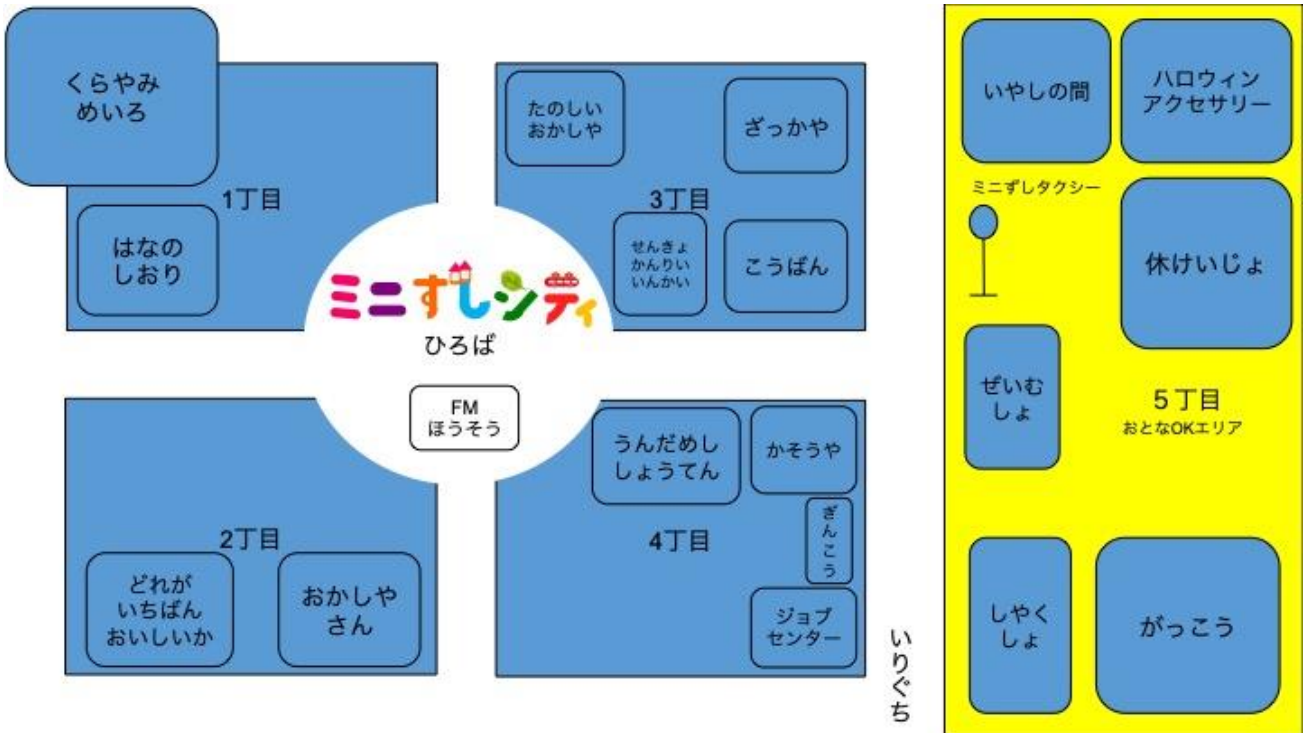 くらやみ
めいろ
1丁目
はなの
しおり
たのしい
おかしや
ざっかや
3丁目
せんきょ
かんりい
いんかい
こうばん
ミニずしシティ
ひろば
FM
ほうそう
2丁目
どれが
いちばん
おいしいか
おかしや
さん
うんだめし
しょうてん
かそうや
ぎんこう
4丁目
ジョブ
センター
いりぐち
いやしの間
ハロウィン
アクセサリー
ミニずしタクシー
休けいじょ
ぜいむ
しょ
5丁目
おとなOKエリア
しやく
しょ
がっこう